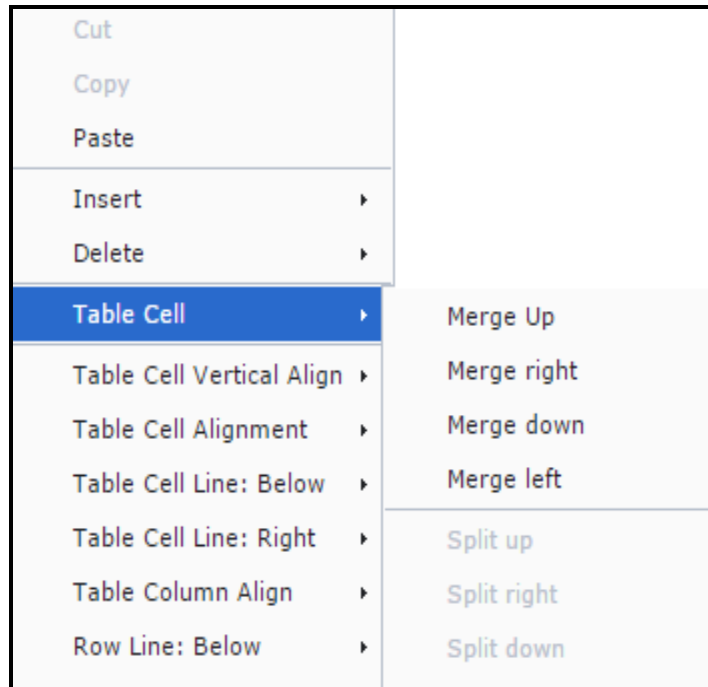 Cut
Copy
Paste
Insert
Delete
Table Cell
Table Cell Vertical Align
Table Cell Alignment
Table Cell Line: Below
Table Cell Line: Right
Table Column Align
Row Line: Below
Merge Up
Merge right
Merge down
Merge left
Split up
Split right
Split down